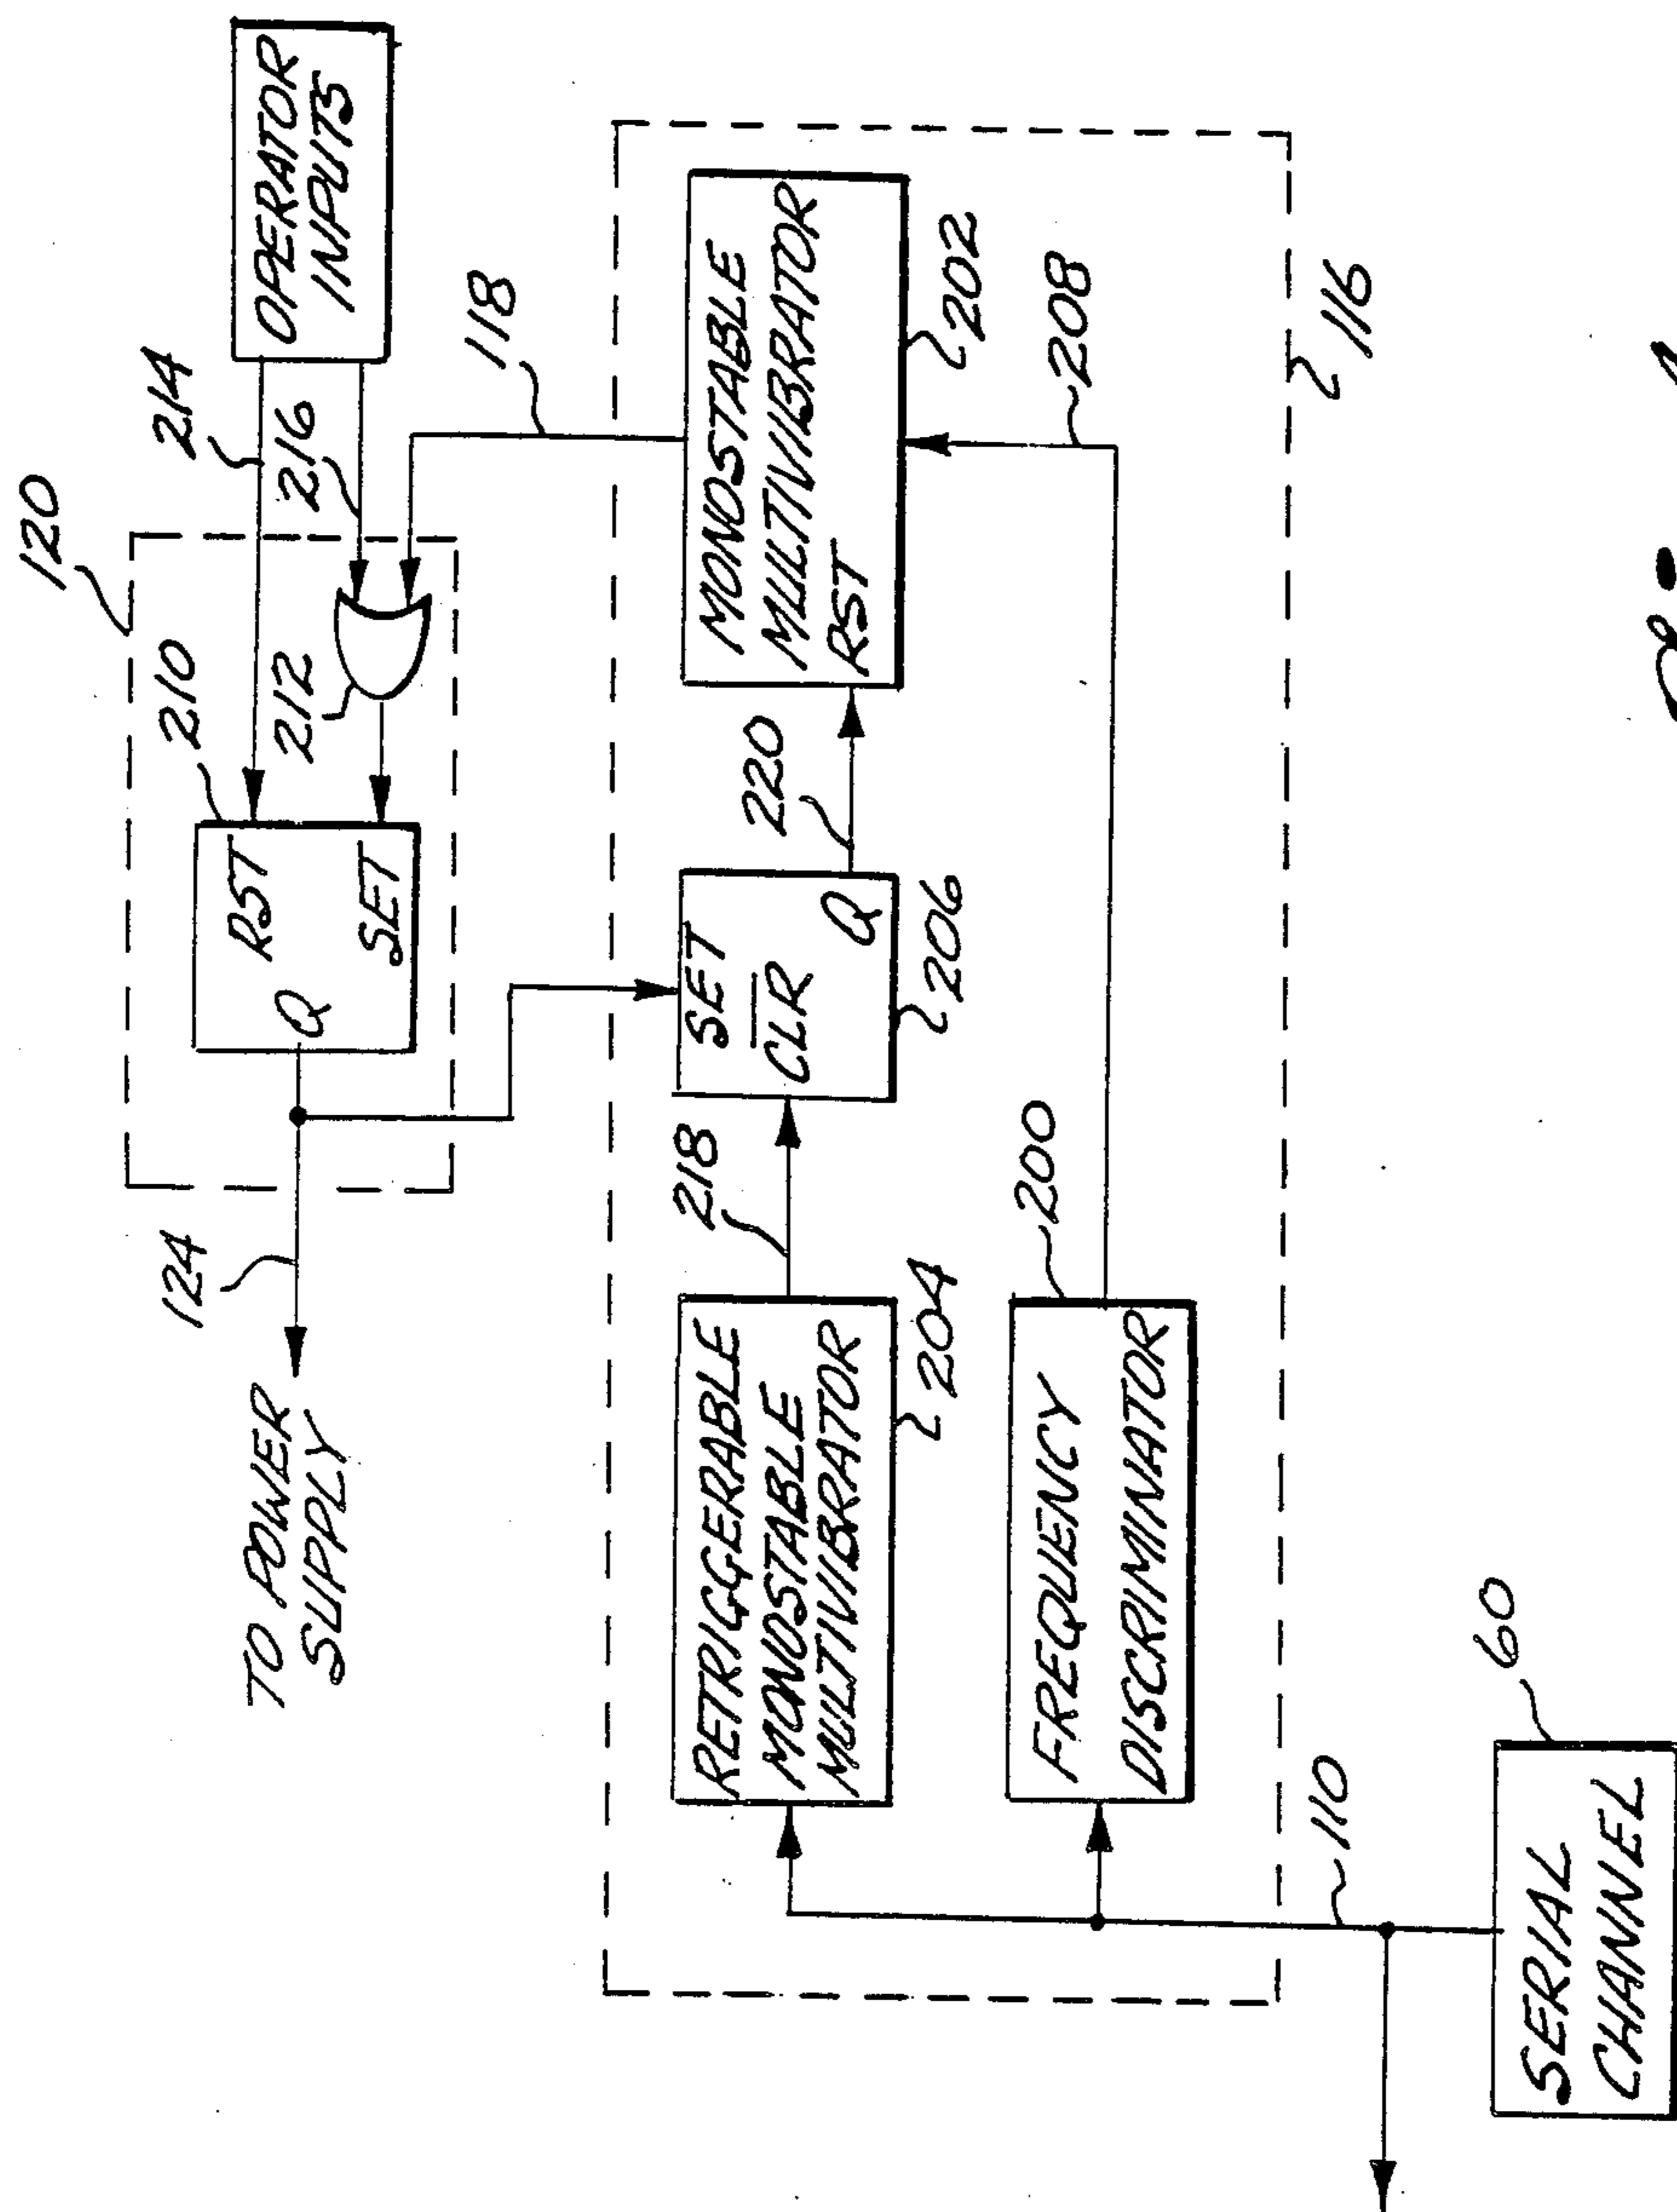 120
214
OPERATOR
INPUTS
210
212
216
118
124
Q
RST
SET
TO POWER
SUPPLY
218
SET
CLR
Q
220
MONOSTABLE
MULTIVIBRATOR
RST
RETRIGGERABLE
MONOSTABLE
MULTIVIBRATOR
204
206
202
200
208
FREQUENCY
DISCRIMINATOR
110
116
60
SERIAL
CHANNEL